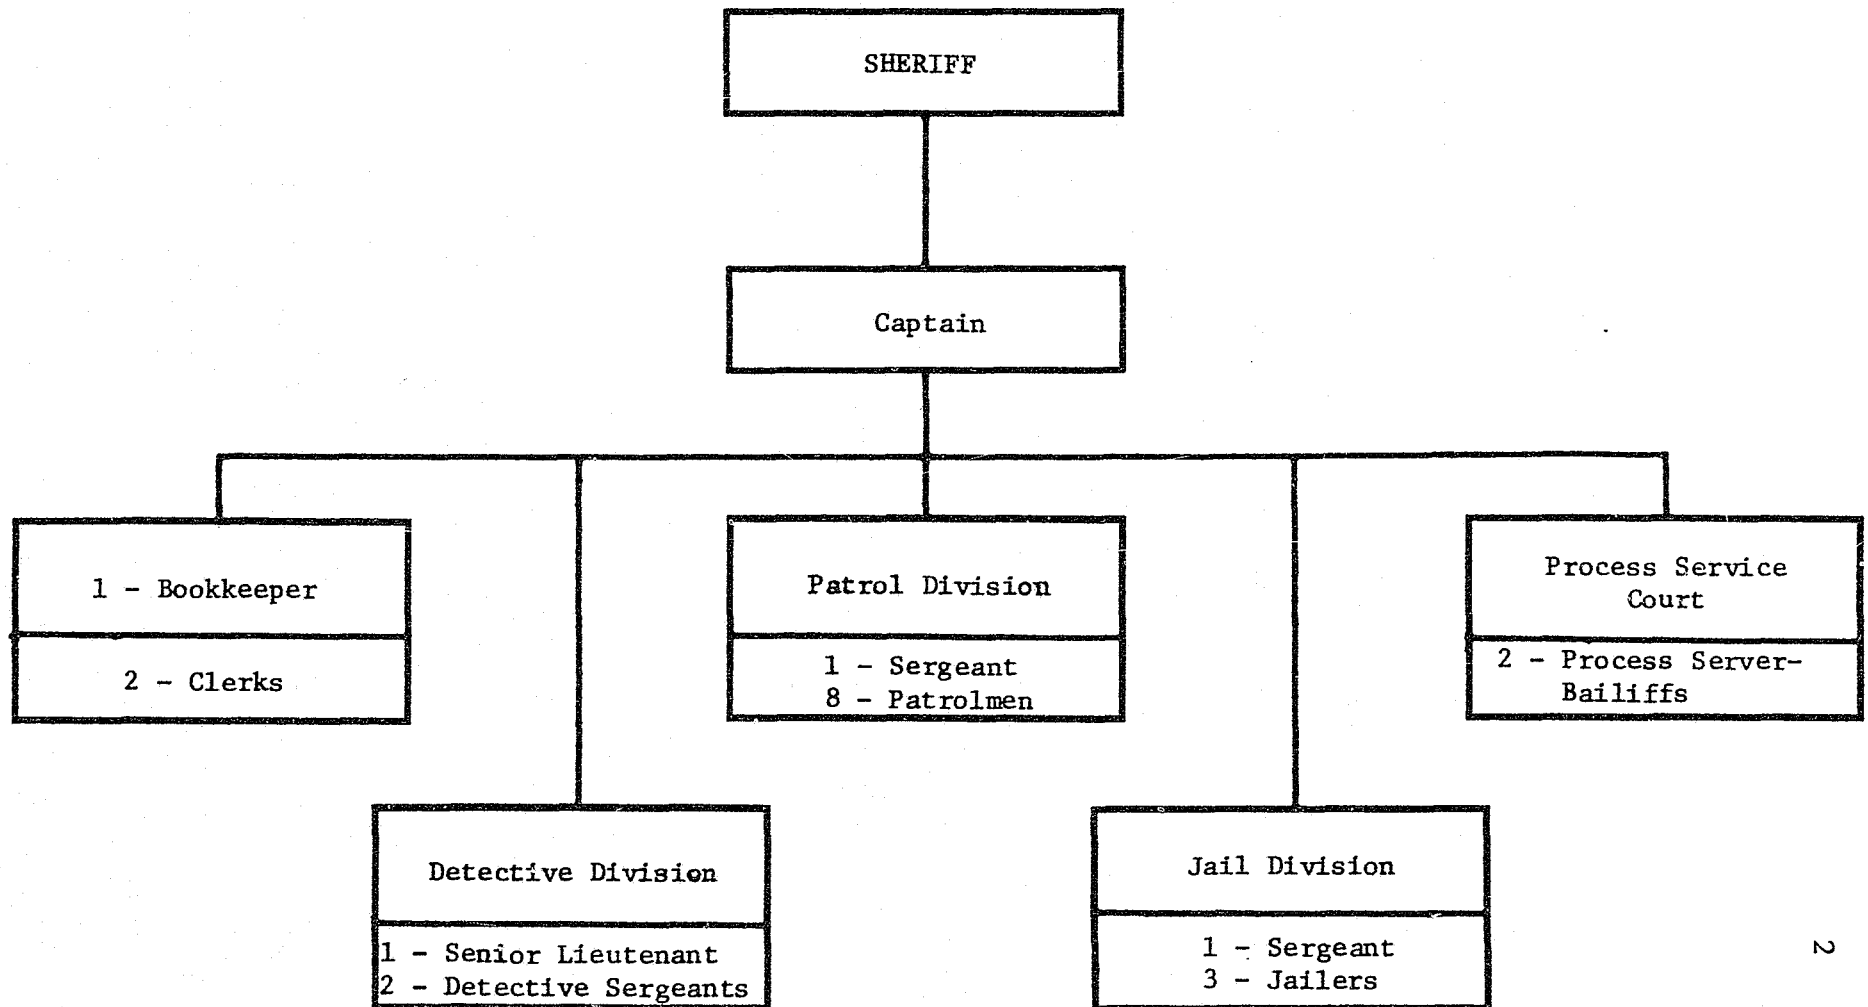 SHERIFF
Captain
1 - Bookkeeper
2 - Clerks
Patrol Division
1 - Sergeant
8 - Patrolmen
Process Service
Court
2 - Process Server-
Bailiffs
Detective Division
1 - Senior Lieutenant
2 - Detective Sergeants
Jail Division
1 - Sergeant
3 - Jailers
2